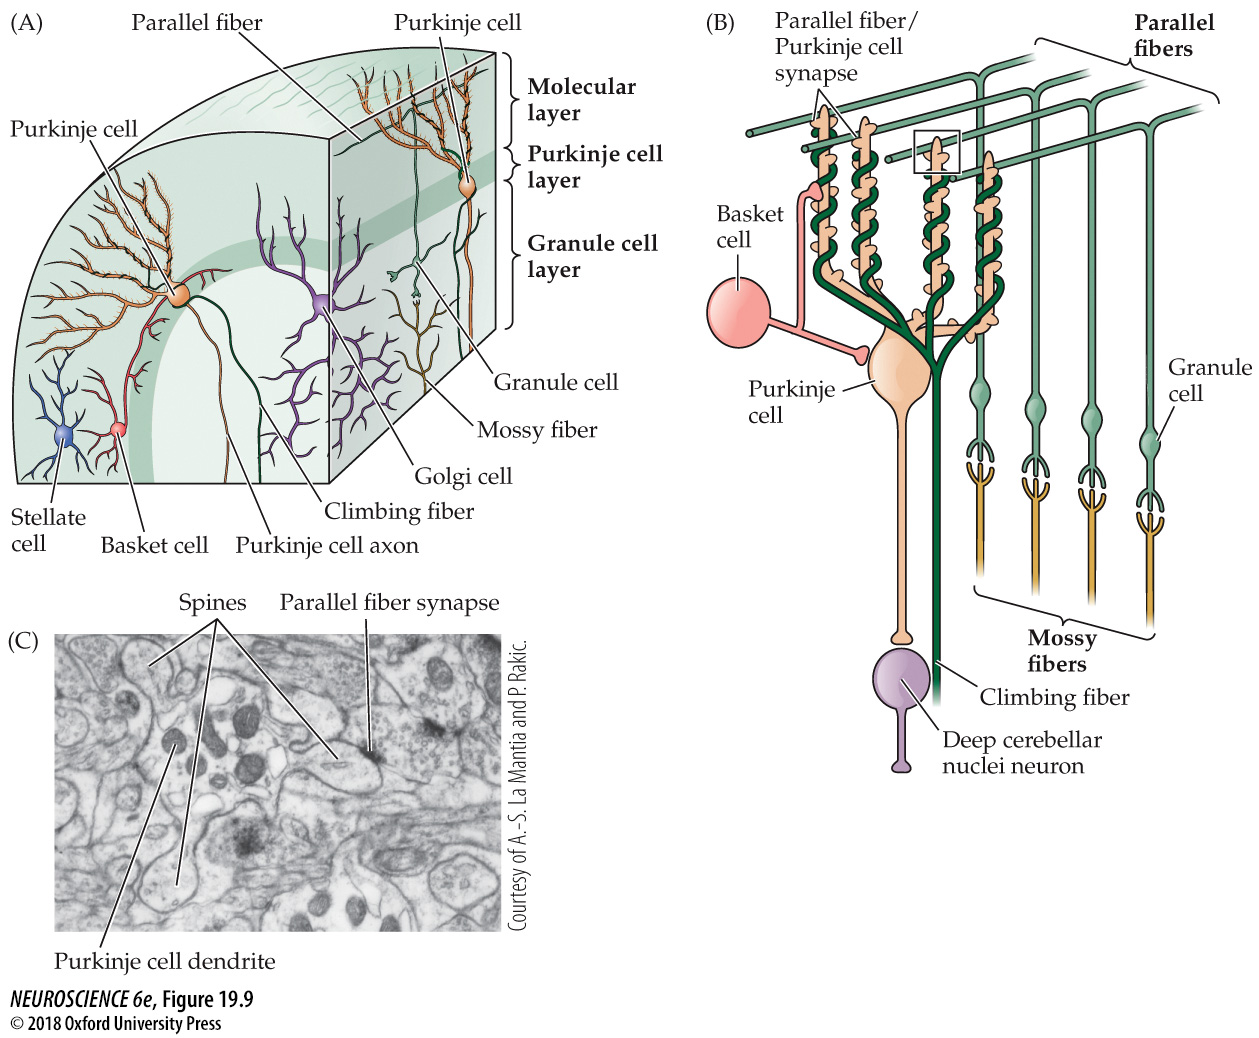 (A)
Parallel fiber
Purkinje cell
Purkinje cell
Molecular
layer
Purkinje cell
layer
Granule cell
layer
Granule cell
Mossy fiber
Golgi cell
Climbing fiber
Stellate
cell
Basket cell
Purkinje cell axon
(B)
Parallel fiber/
Purkinje cell
synapse
Parallel
fibers
Basket
cell
Purkinje
cell
Granule
cell
Mossy
fibers
Climbing fiber
Deep cerebellar
nuclei neuron
(C)
Spines
Parallel fiber synapse
Purkinje cell dendrite
Courtesy of A.-S. La Mantia and P. Rakic.
NEUROSCIENCE 6e, Figure 19.9
© 2018 Oxford University Press